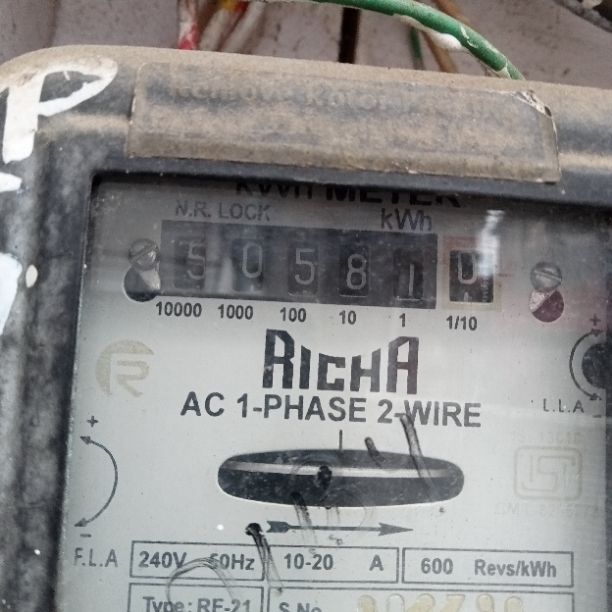 P
kWh METER
N.R. LOCK kWh
5 0 5 8 1 0
10000 1000 100 10 1 1/10
RICHA
AC 1-PHASE 2-WIRE
L.L.A
F.L.A
240V 50Hz 10-20 A 600 Revs/kWh
Type: RF-21 S.No.